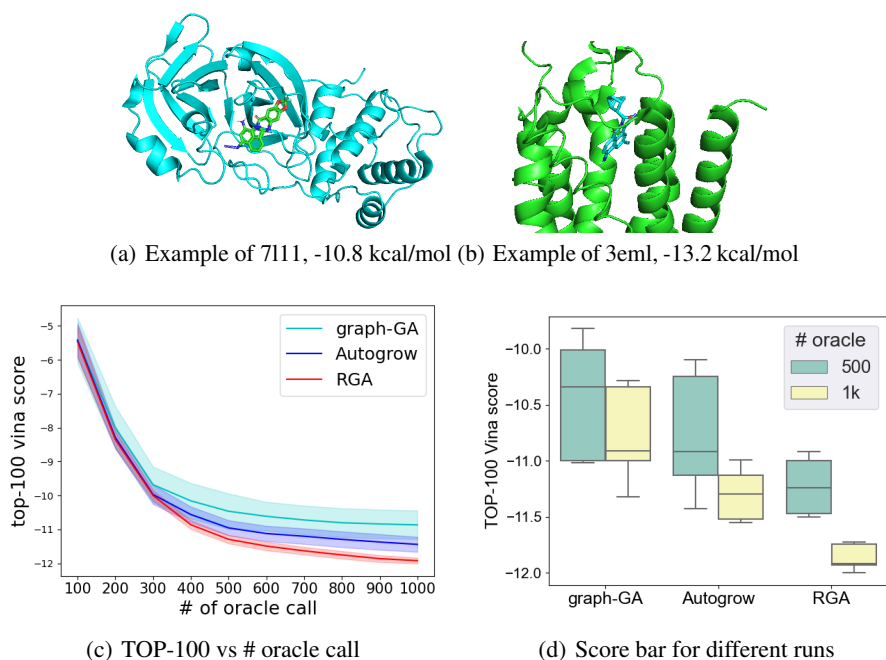 (a) Example of 7l11, -10.8 kcal/mol (b) Example of 3eml, -13.2 kcal/mol
top-100 vina score
−5
−6
−7
−8
−9
−10
−11
−12
graph-GA
Autogrow
RGA
100 200 300 400 500 600 700 800 900 1000
# of oracle call
(c) TOP-100 vs # oracle call
TOP-100 Vina score
−10.0
−10.5
−11.0
−11.5
−12.0
# oracle
500
1k
graph-GA Autogrow RGA
(d) Score bar for different runs